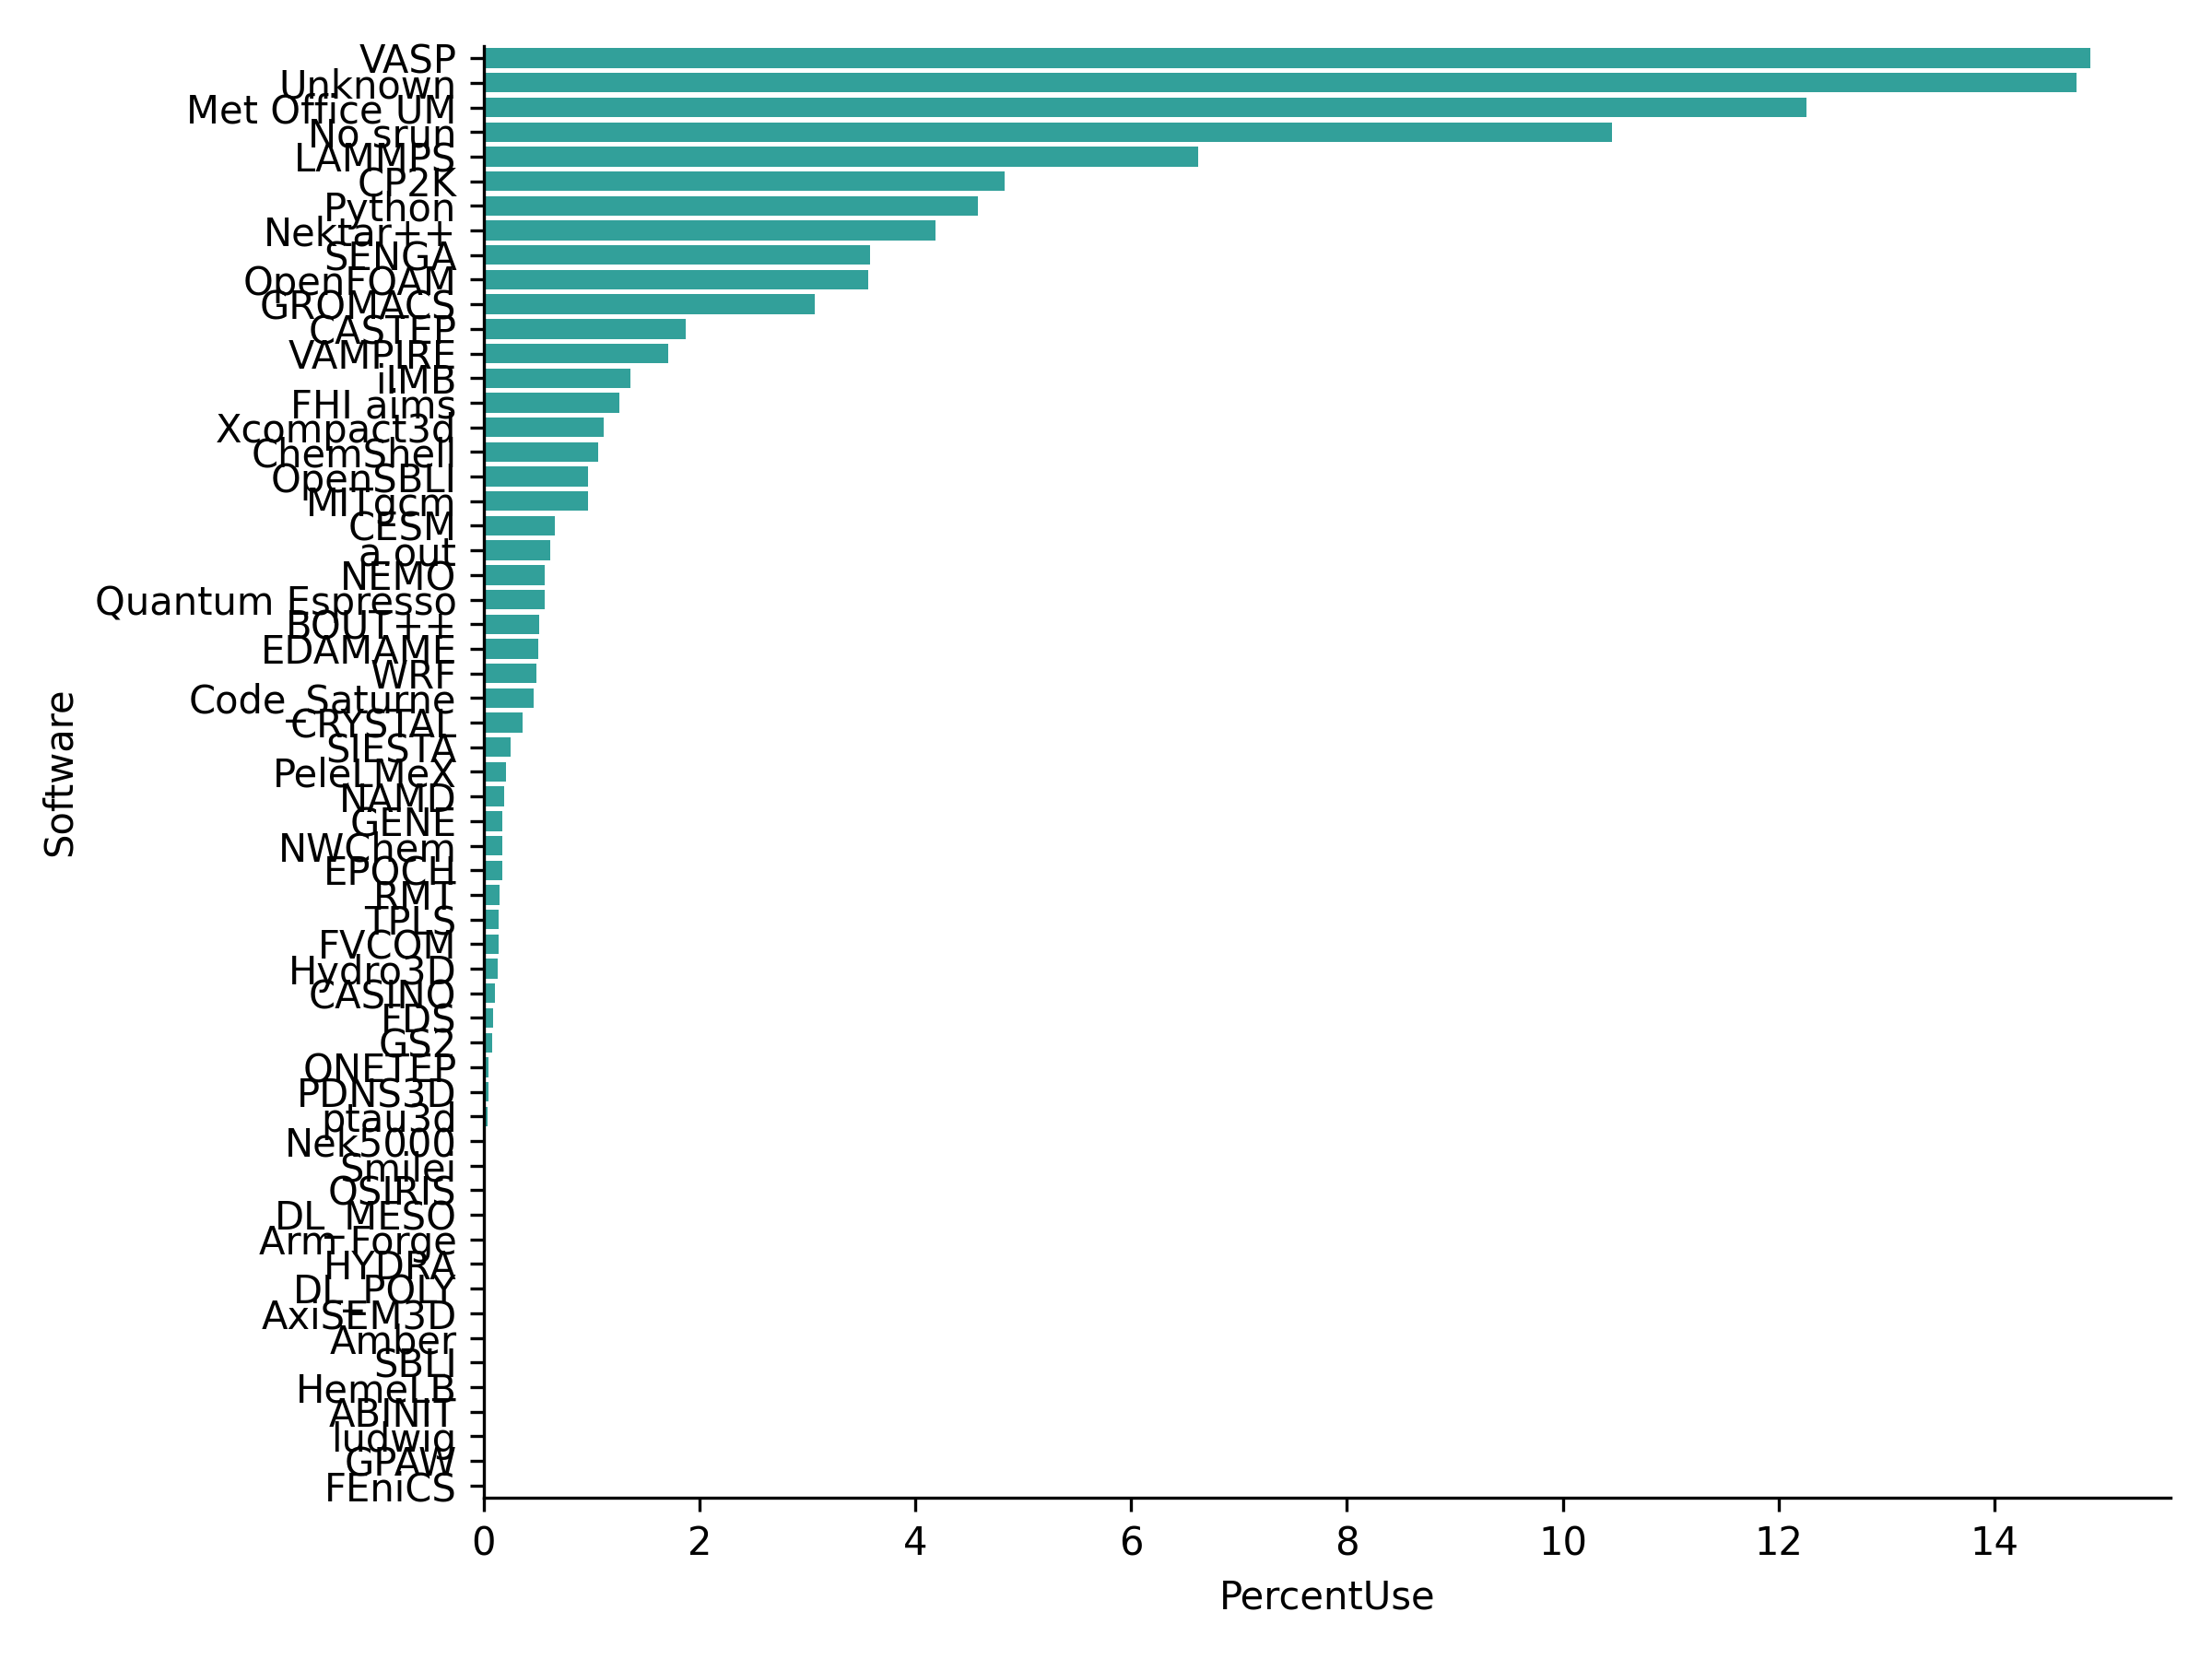 VASP
Unknown
Met Office UM
No srun
LAMMPS
CP2K
Python
Nektar++
SENGA
OpenFOAM
GROMACS
CASTEP
VAMPIRE
iIMB
FHI aims
Xcompact3d
ChemShell
OpenSBLI
MITgcm
CESM
a.out
NEMO
Quantum Espresso
BOUT++
EDAMAME
WRF
Code_Saturne
CRYSTAL
SIESTA
PeleLMeX
NAMD
GENE
NWChem
EPOCH
RMT
TPLS
FVCOM
Hydro3D
CASINO
FDS
GS2
ONETEP
PDNS3D
ptau3d
Nek5000
Smilei
OSIRIS
DL_MESO
Arm Forge
HYDRA
DL_POLY
AxiSEM3D
Amber
SBLI
HemeLB
ABINIT
ludwig
GPAW
FEniCS
Software
0 2 4 6 8 10 12 14
PercentUse